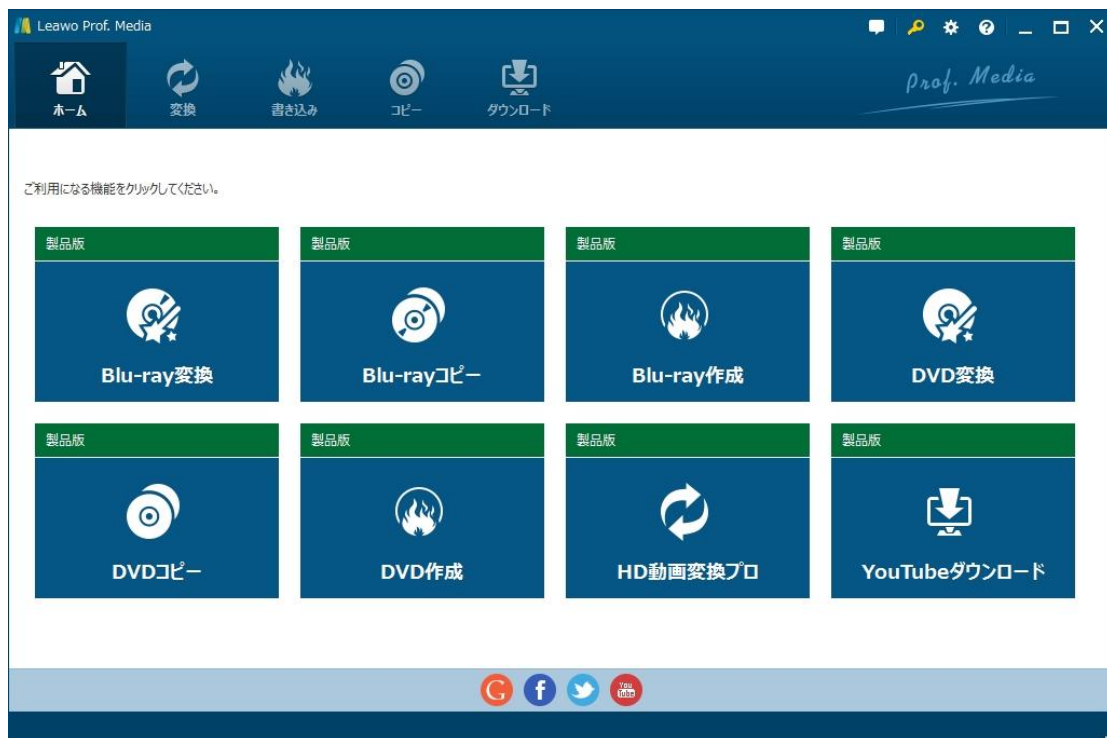 Leawo Prof. Media
Prof. Media
ホーム
変換
書き込み
コピー
ダウンロード
ご利用になる機能をクリックしてください。
製品版
製品版
製品版
製品版
Blu-ray変換
Blu-rayコピー
Blu-ray作成
DVD変換
製品版
製品版
製品版
製品版
DVDコピー
DVD作成
HD動画変換プロ
YouTubeダウンロード
G
f
You
Tube